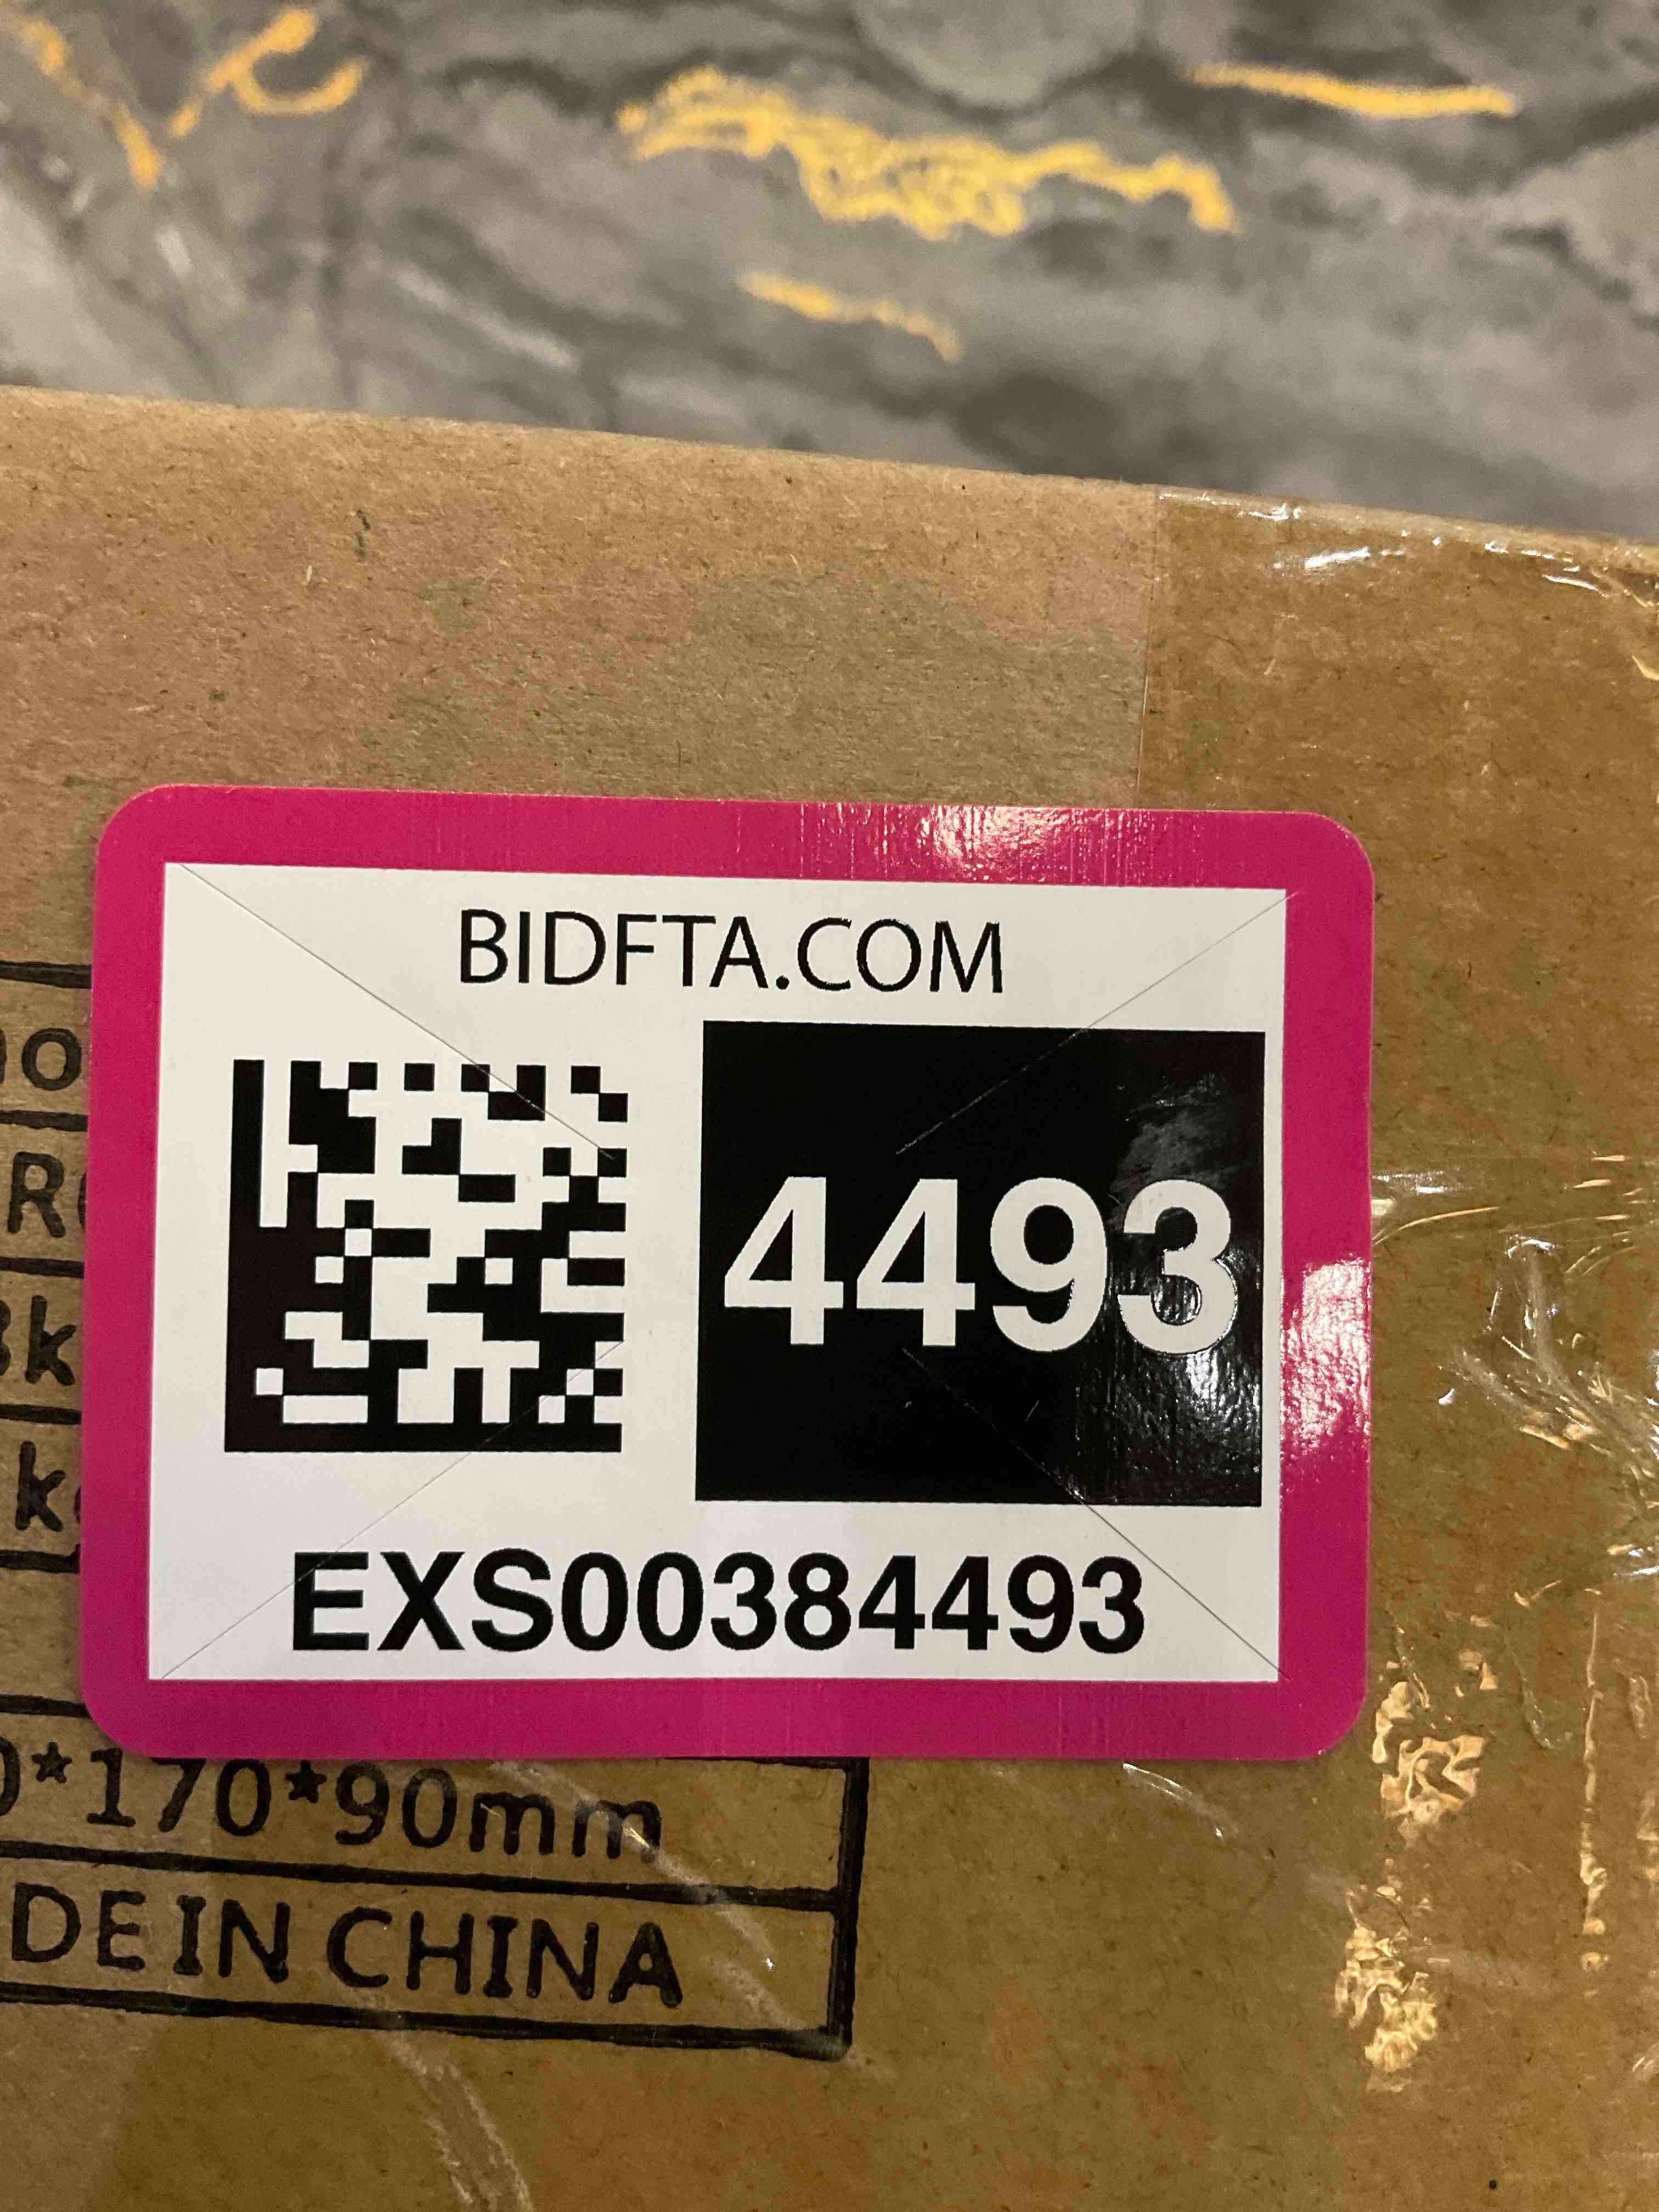 BIDFTA.COM
4493
EXS00384493
0*170*90mm
DE IN CHINA